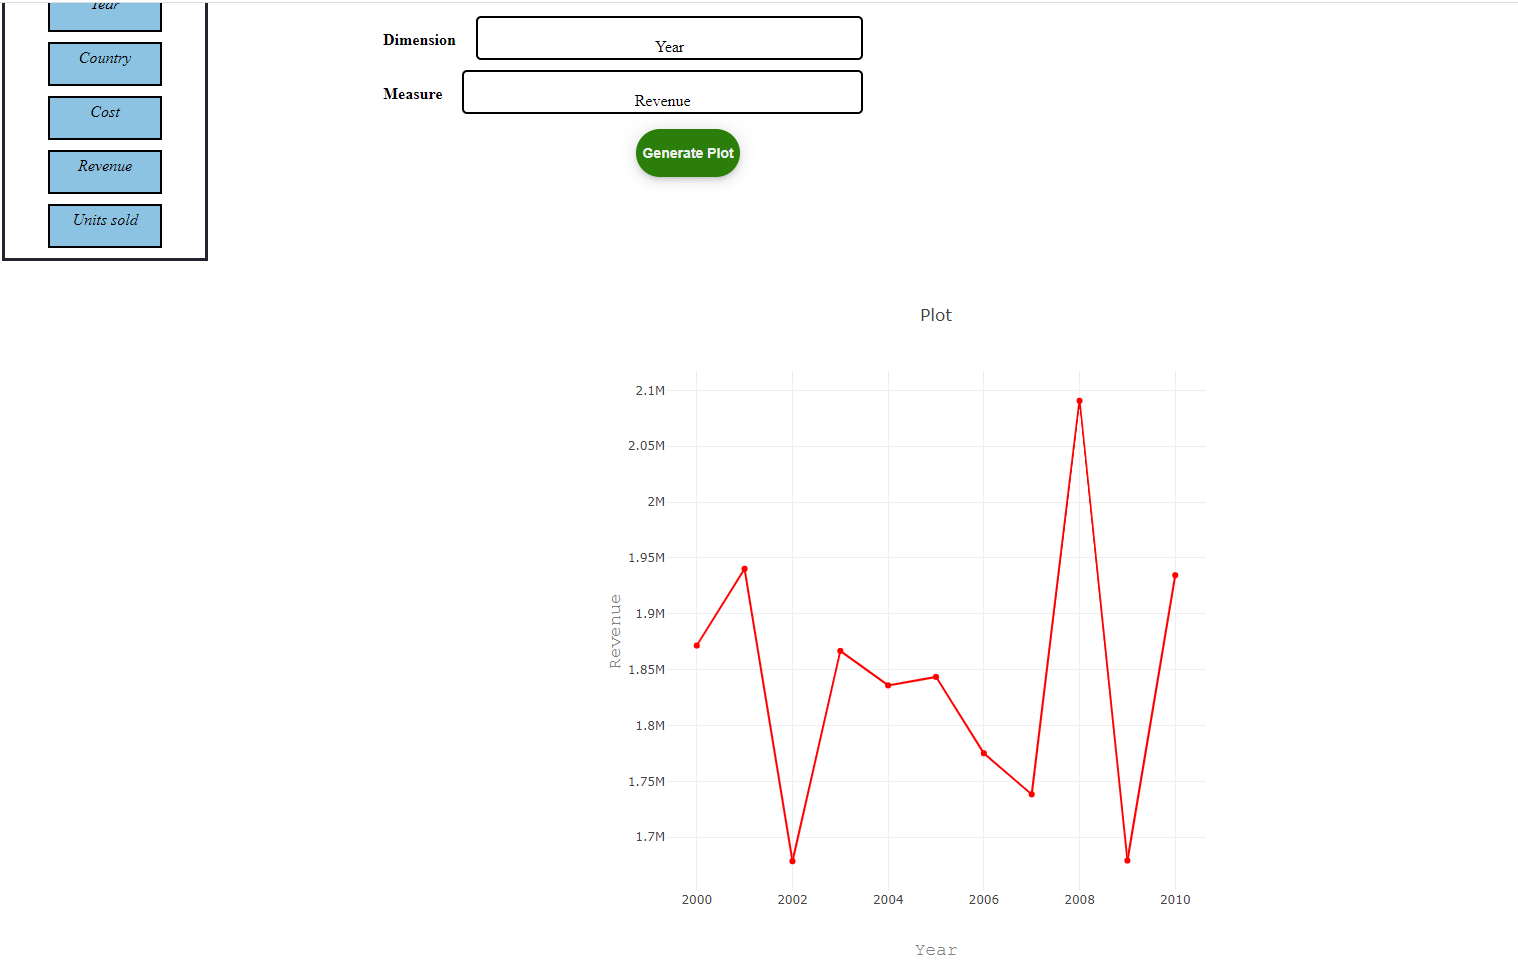 Year
Country
Cost
Revenue
Units sold
Dimension
Year
Measure
Revenue
Generate Plot
Plot
2.1M
2.05M
2M
1.95M
1.9M
1.85M
1.8M
1.75M
1.7M
Revenue
2000 2002 2004 2006 2008 2010
Year